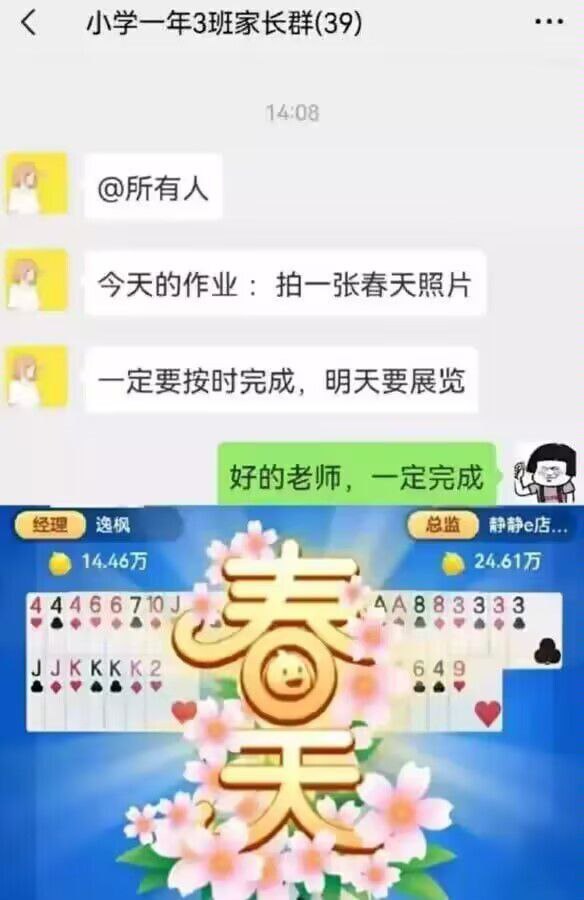 小学一年3班家长群(39)
14:08
@所有人
今天的作业：拍一张春天照片
一定要按时完成，明天要展览
好的老师，一定完成
经理 逸枫
总监 静静e店...
14.46万
24.61万
4 4 4 6 6 7 10 J
A A 8 8 3 3 3 3
J J K K K K 2
6 4 9
春天